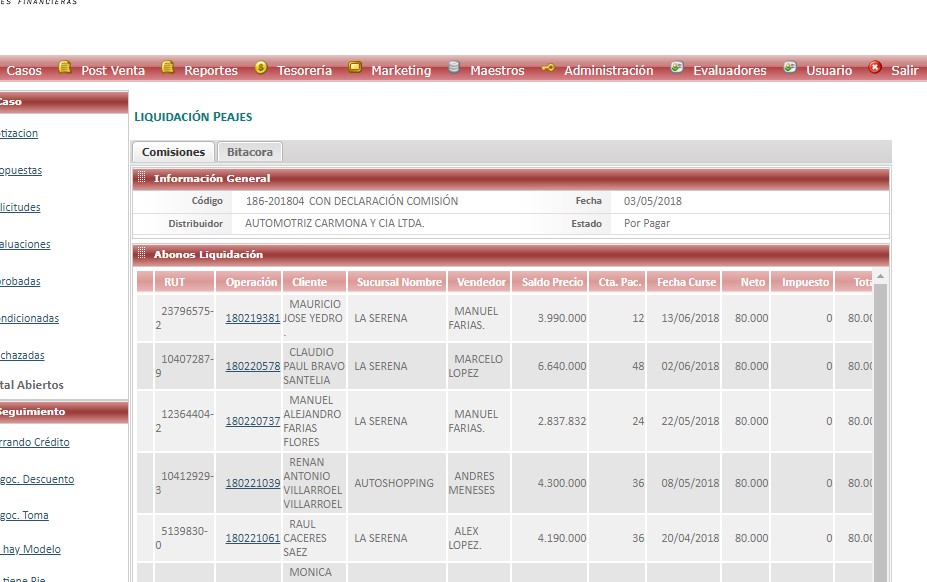 ES FINANCIERAS
Casos Post Venta Reportes Tesorería Marketing Maestros Administración Evaluadores Usuario Salir
Caso
tizacion
opuestas
licitudes
aluaciones
robadas
ndicionadas
chazadas
tal Abiertos
Seguimiento
rrando Crédito
goc. Descuento
goc. Toma
hay Modelo
tiene Pie
LIQUIDACIÓN PEAJES
Comisiones Bitacora
Información General
Código 186-201804 CON DECLARACIÓN COMISIÓN Fecha 03/05/2018
Distribuidor AUTOMOTRIZ CARMONA Y CIA LTDA. Estado Por Pagar
Abonos Liquidación
RUT Operación Cliente Sucursal Nombre Vendedor Saldo Precio Cta. Pac. Fecha Curse Neto Impuesto Tota
23796575-2 180219381 MAURICIO JOSE YEDRO . LA SERENA MANUEL FARIAS. 3.990.000 12 13/06/2018 80.000 0 80.00
10407287-9 180220578 CLAUDIO PAUL BRAVO SANTELIA LA SERENA MARCELO LOPEZ 6.640.000 48 02/06/2018 80.000 0 80.00
12364404-2 180220737 MANUEL ALEJANDRO FARIAS FLORES LA SERENA MANUEL FARIAS. 2.837.832 24 22/05/2018 80.000 0 80.00
10412929-3 180221039 RENAN ANTONIO VILLARROEL VILLARROEL AUTOSHOPPING ANDRES MENESES 4.300.000 36 08/05/2018 80.000 0 80.00
5139830-0 180221061 RAUL CACERES SAEZ LA SERENA ALEX LOPEZ. 4.190.000 36 20/04/2018 80.000 0 80.00
MONICA